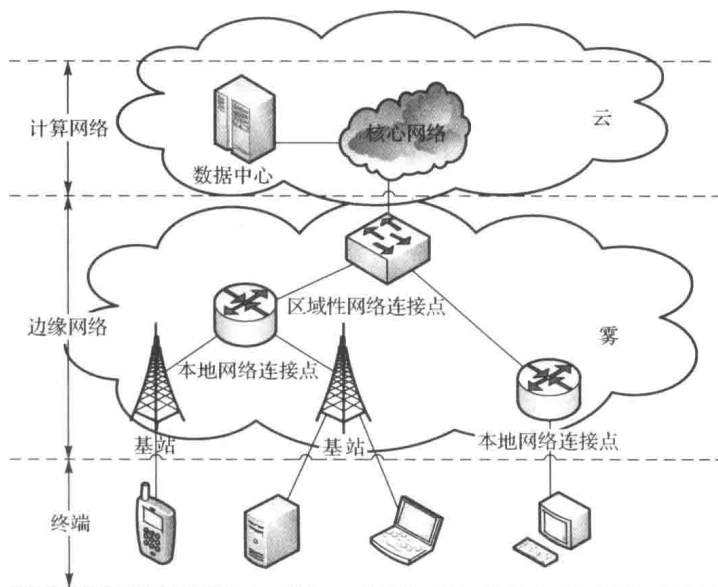 计算网络
数据中心
核心网络
云
边缘网络
区域性网络连接点
本地网络连接点
雾
基站
基站
本地网络连接点
终端